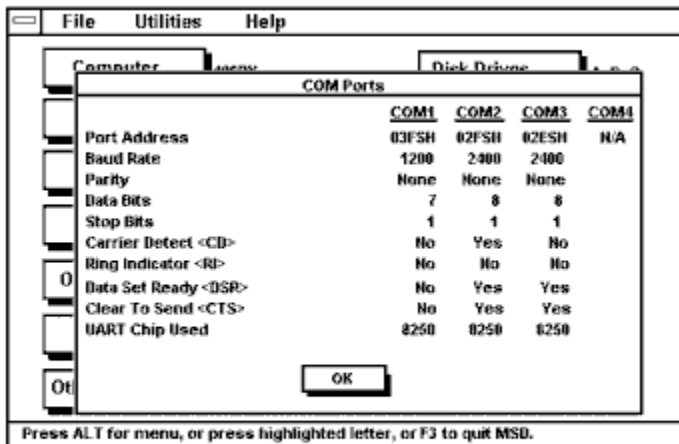 File Utilities Help
Computer Disk Drives
COM Ports
COM1 COM2 COM3 COM4
Port Address 03FSH 02FSH 02ESH N/A
Baud Rate 1200 2400 2400
Parity None None None
Data Bits 7 8 8
Stop Bits 1 1 1
Carrier Detect <CD> No Yes No
Ring Indicator <RI> No No No
Data Set Ready <DSR> No Yes Yes
Clear To Send <CTS> No Yes Yes
UART Chip Used 8250 8250 8250
O
OK
Ot
Press ALT for menu, or press highlighted letter, or F3 to quit MSD.